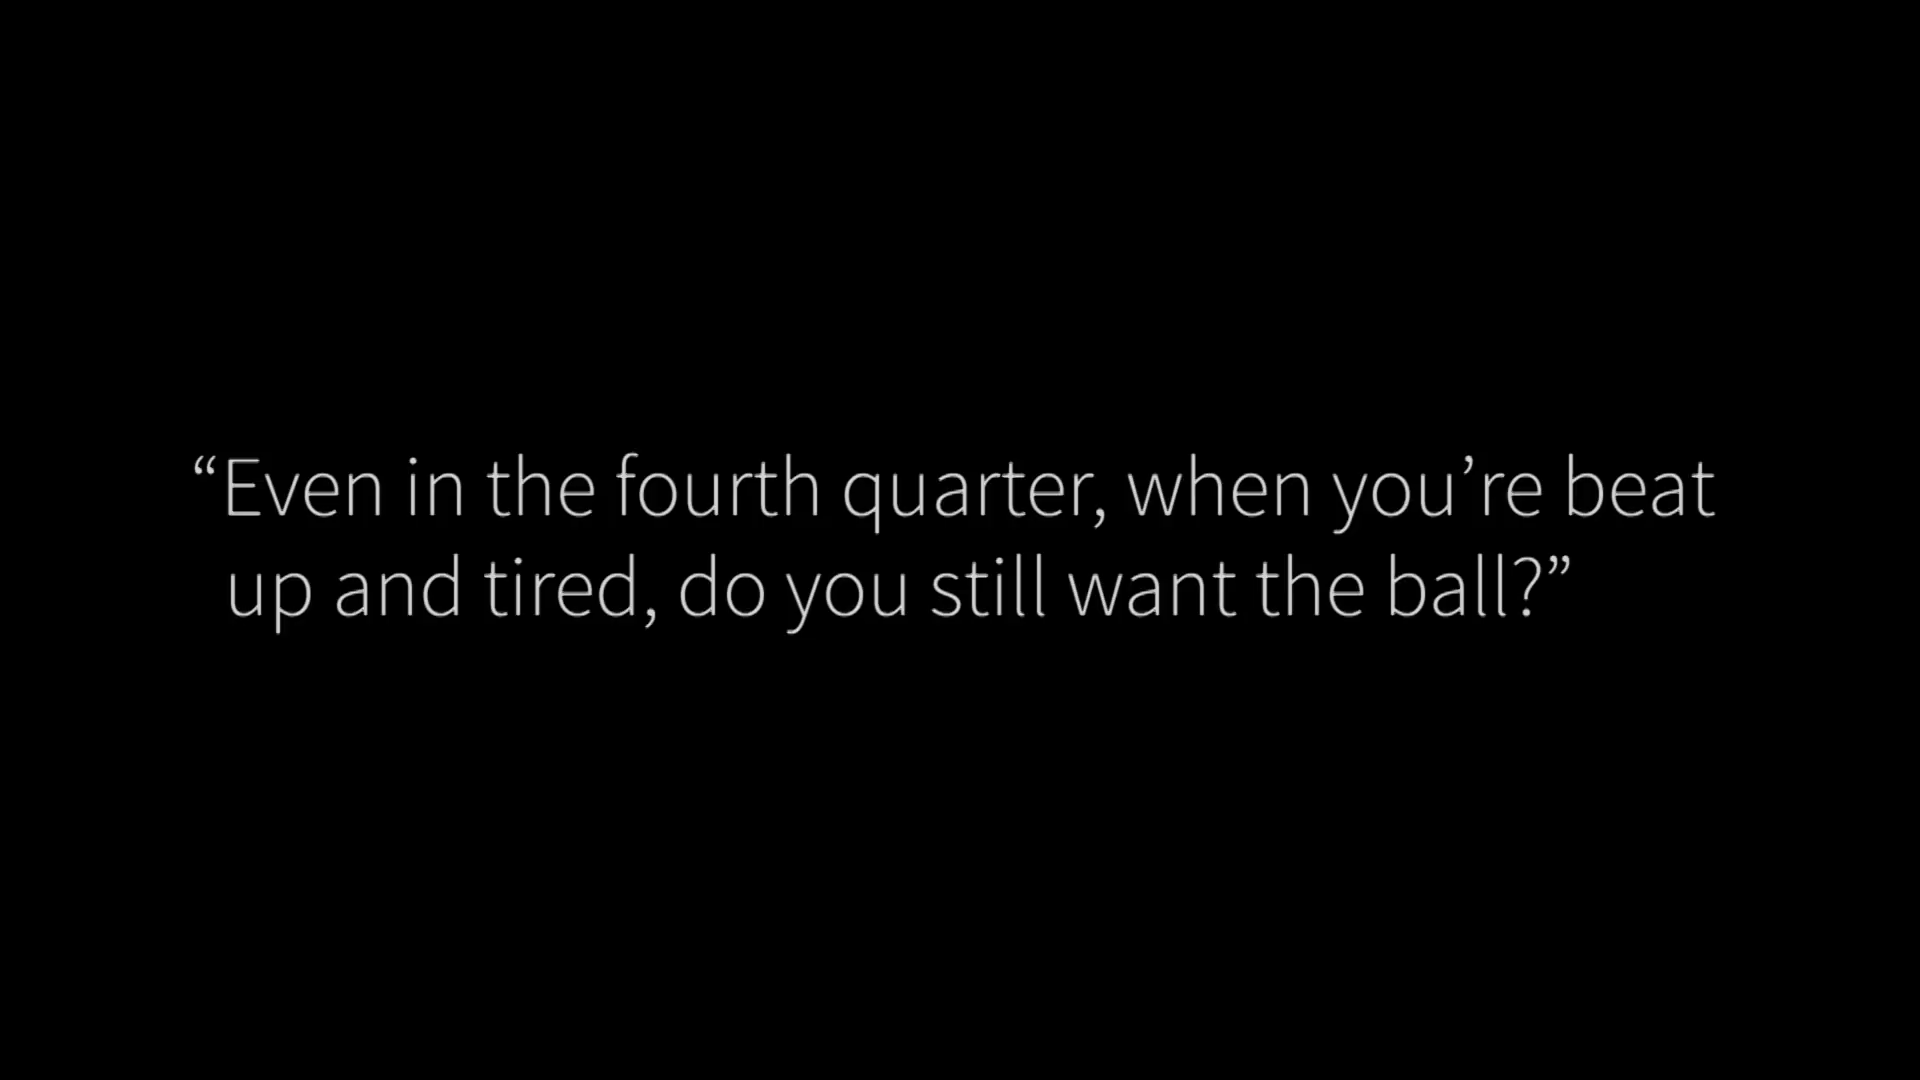 “Even in the fourth quarter, when you’re beat
up and tired, do you still want the ball?”